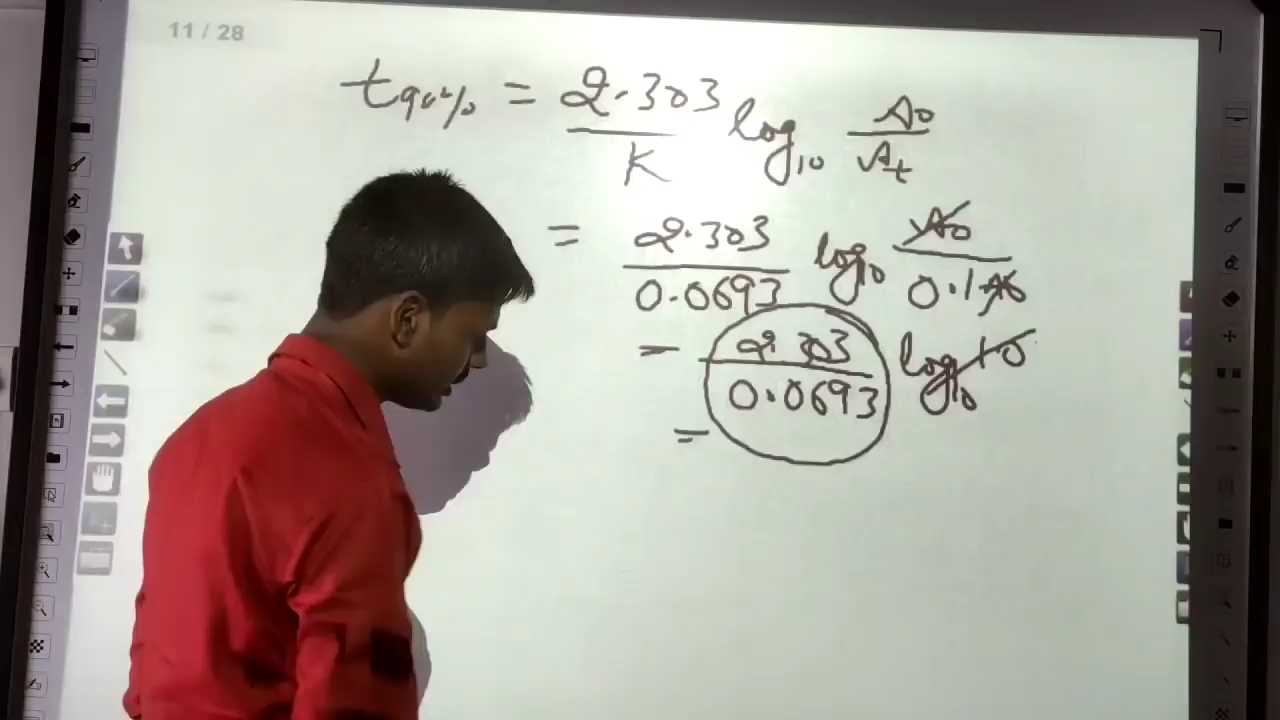 11 / 28
t90% = 2.303/K log10 A0/At
= 2.303/0.0693 log10 A0/0.1A0
= 2.303/0.0693 log10 10
=